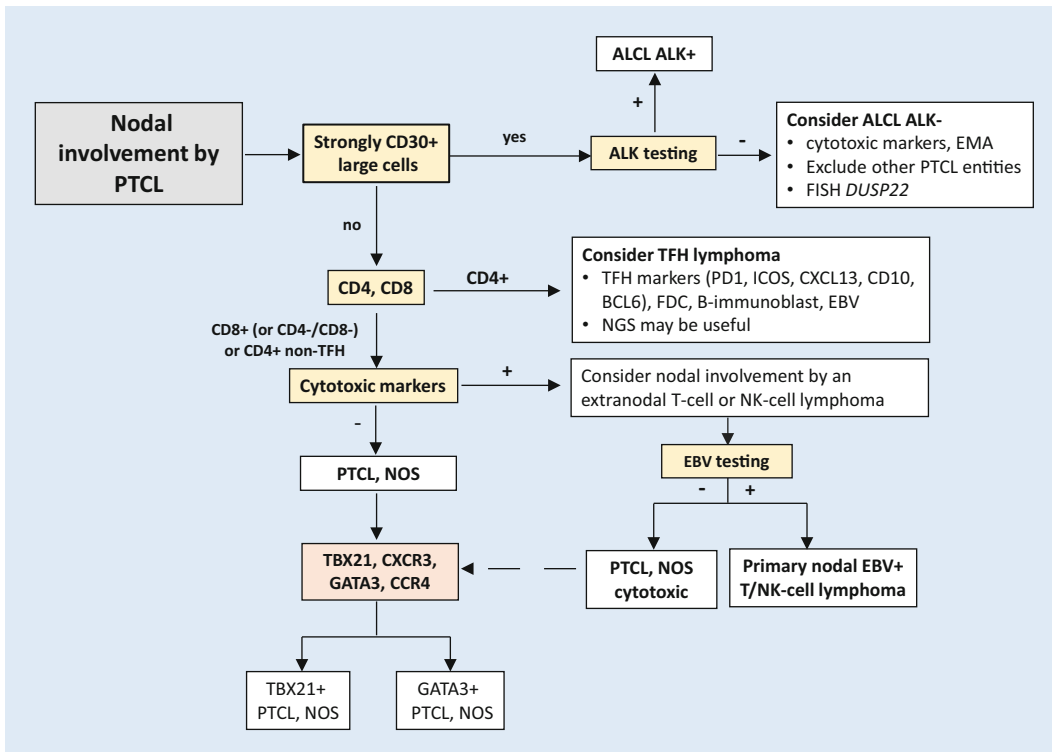 ALCL ALK+
+
Nodal
involvement by
PTCL
Strongly CD30+
large cells
yes
ALK testing
-
Consider ALCL ALK-
• cytotoxic markers, EMA
• Exclude other PTCL entities
• FISH DUSP22
no
CD4, CD8
CD4+
Consider TFH lymphoma
• TFH markers (PD1, ICOS, CXCL13, CD10,
BCL6), FDC, B-immunoblast, EBV
• NGS may be useful
CD8+ (or CD4-/CD8-)
or CD4+ non-TFH
Cytotoxic markers
+
Consider nodal involvement by an
extranodal T-cell or NK-cell lymphoma
-
EBV testing
- +
PTCL, NOS
TBX21, CXCR3,
GATA3, CCR4
PTCL, NOS
cytotoxic
Primary nodal EBV+
T/NK-cell lymphoma
TBX21+
PTCL, NOS
GATA3+
PTCL, NOS